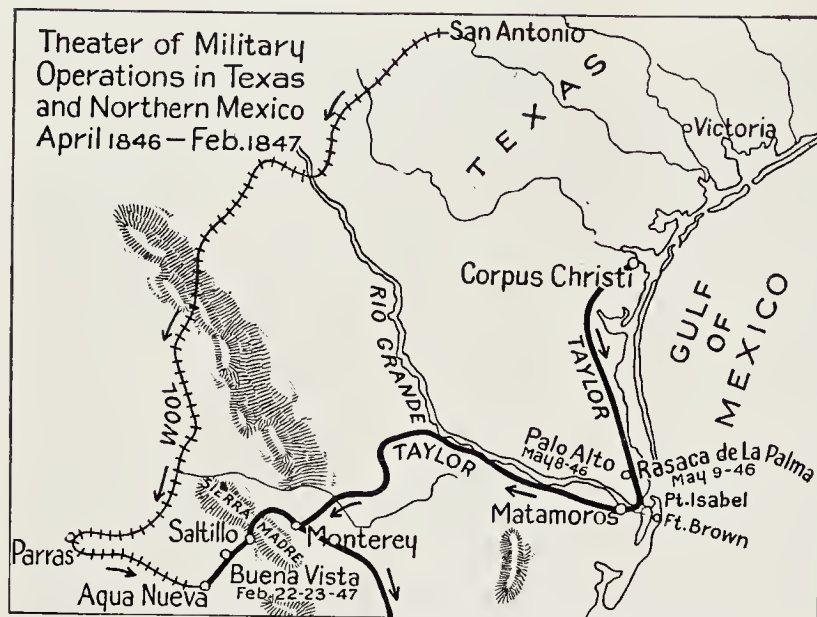 Theater of Military
Operations in Texas
and Northern Mexico
April 1846 – Feb. 1847
San Antonio
TEXAS
Victoria
Corpus Christi
GULF
OF
MEXICO
RIO GRANDE
TAYLOR
WOOL
TAYLOR
Palo Alto
May 8-46
Rasaca de La Palma
May 9-46
Pt. Isabel
Ft. Brown
Matamoros
SIERRA MADRE
Saltillo
Monterey
Parras
Buena Vista
Feb. 22-23-47
Aqua Nueva